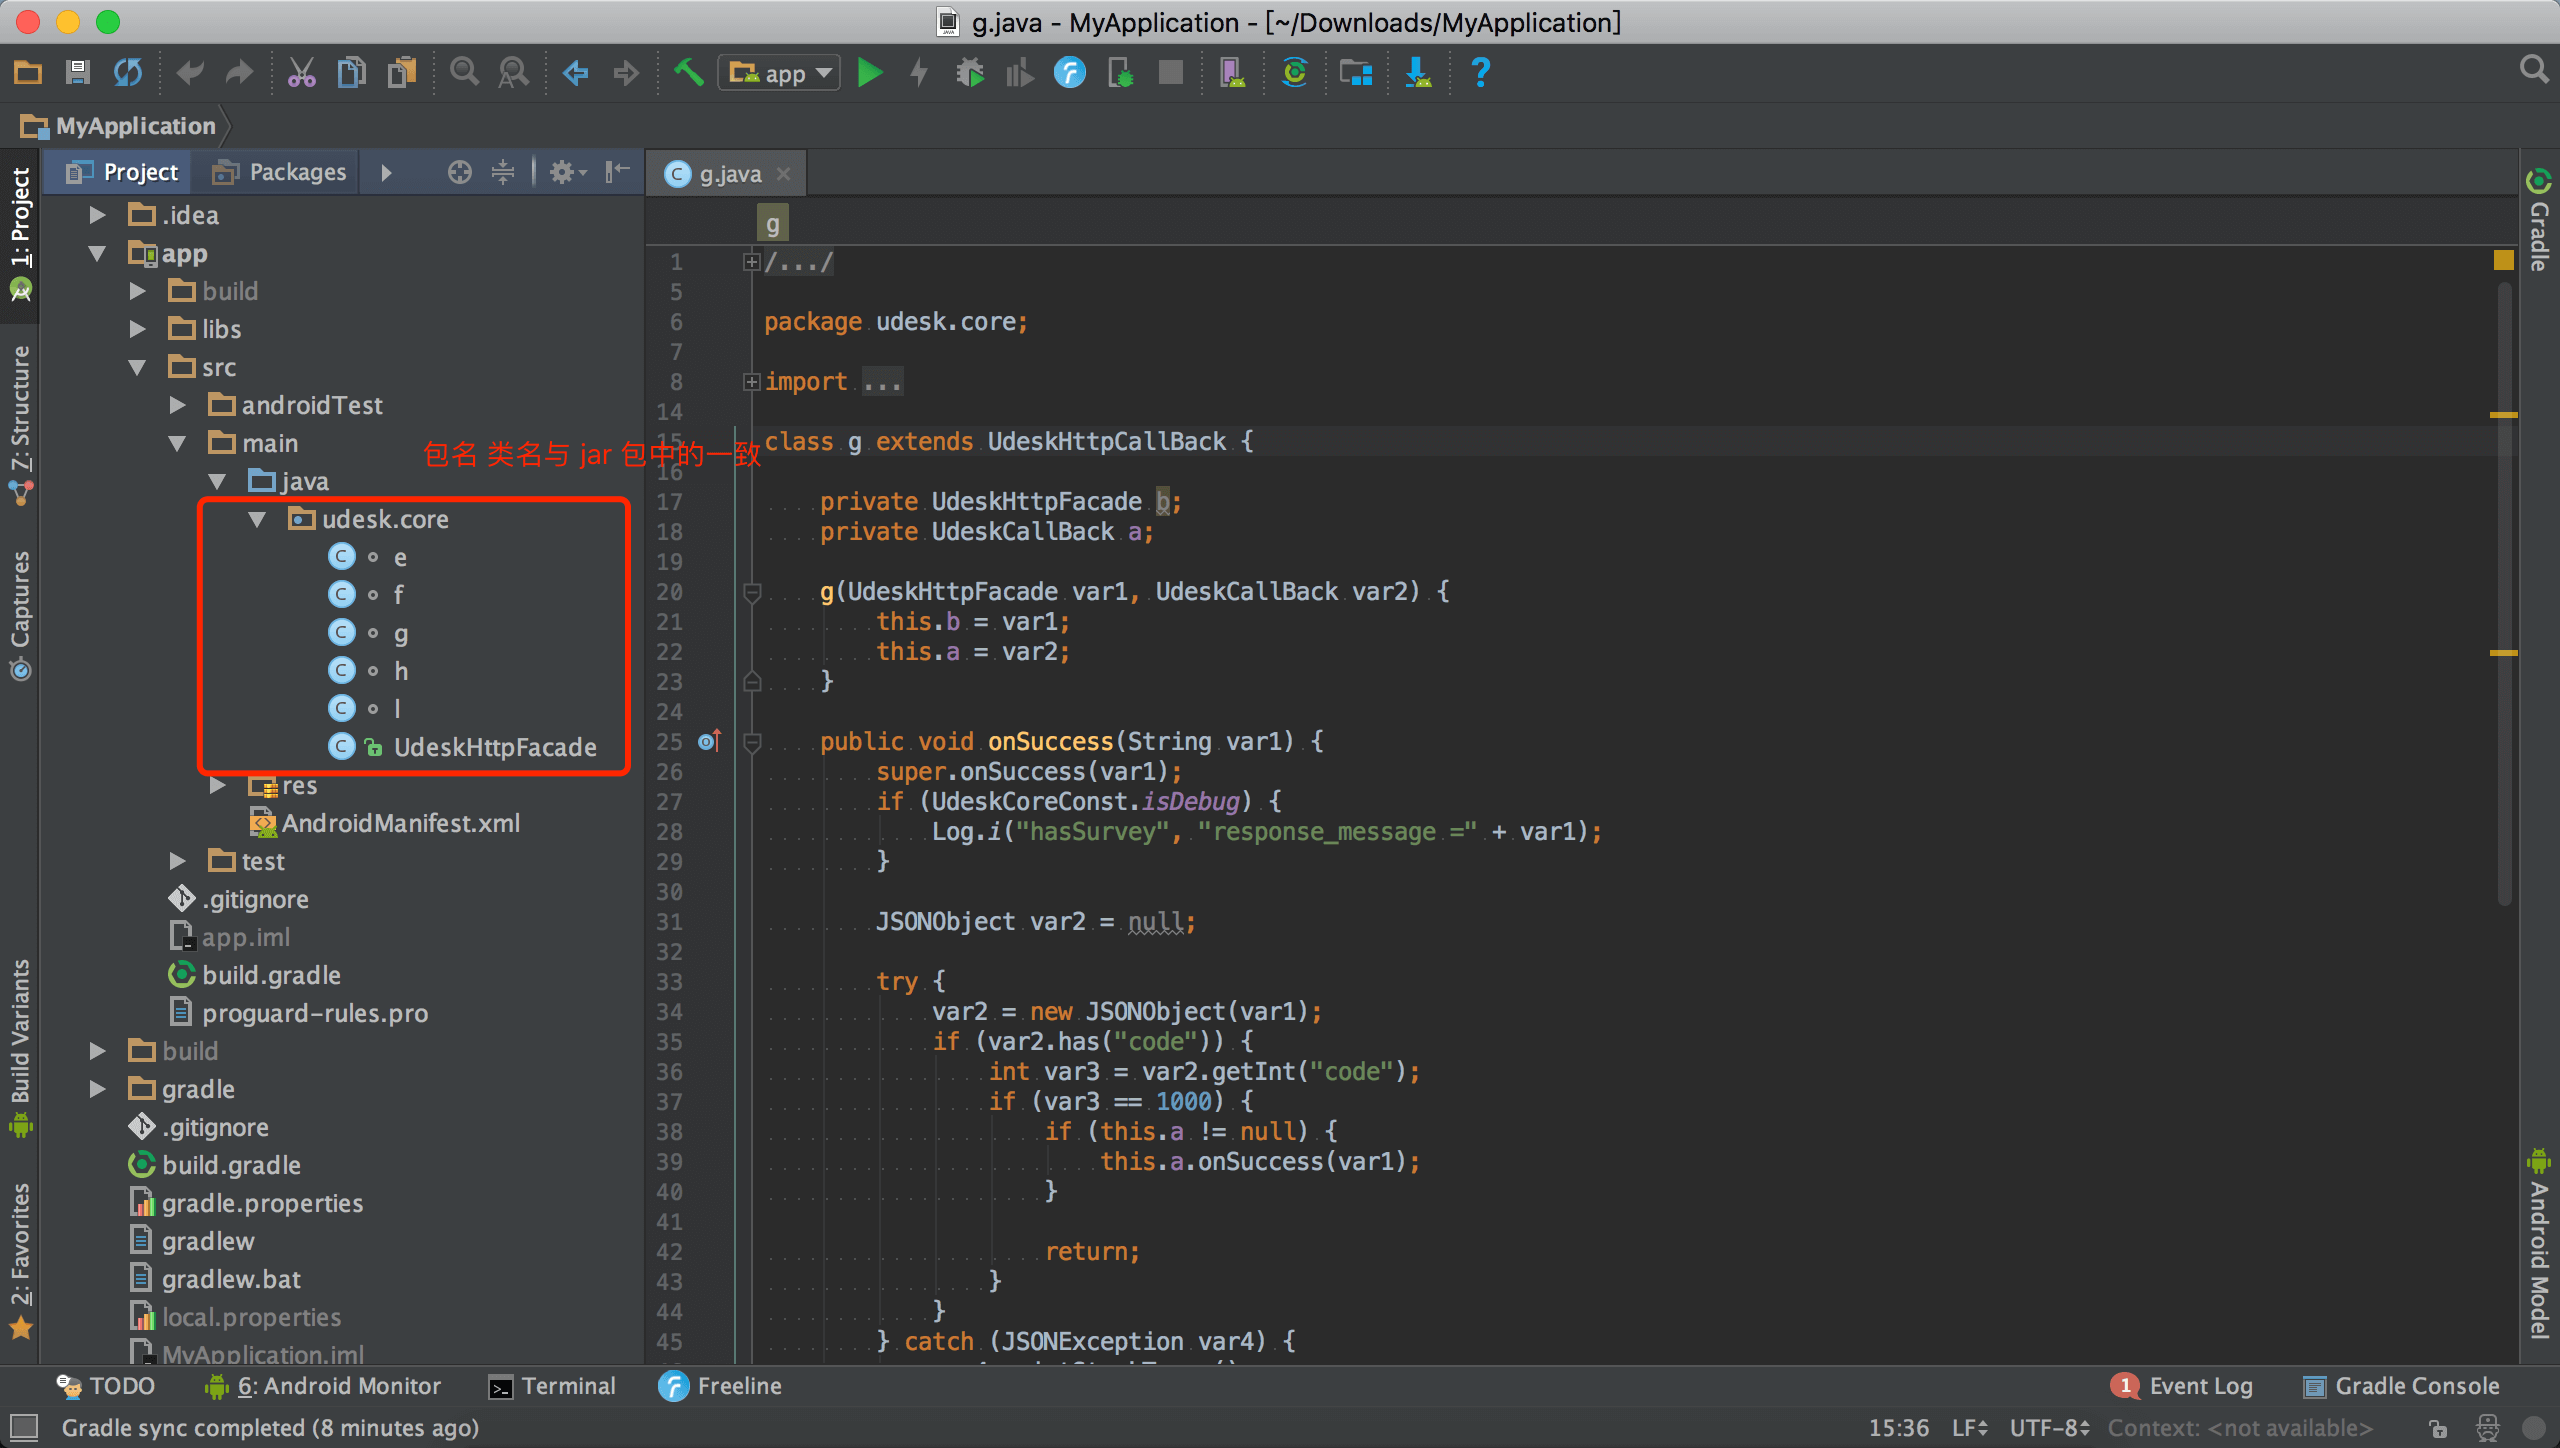 g.java - MyApplication - [~/Downloads/MyApplication]
app
MyApplication
Project
Packages
g.java
1: Project
7: Structure
Captures
Build Variants
2: Favorites
.idea
app
build
libs
src
androidTest
main
java
udesk.core
e
f
g
h
l
UdeskHttpFacade
res
AndroidManifest.xml
test
.gitignore
app.iml
build.gradle
proguard-rules.pro
build
gradle
.gitignore
build.gradle
gradle.properties
gradlew
gradlew.bat
local.properties
MyApplication.iml
包名 类名与 jar 包中的一致
g
1 /.../
5
6 package udesk.core;
7
8 import ...
14
15 class g extends UdeskHttpCallBack {
16
17 private UdeskHttpFacade b;
18 private UdeskCallBack a;
19
20 g(UdeskHttpFacade var1, UdeskCallBack var2) {
21 this.b = var1;
22 this.a = var2;
23 }
24
25 public void onSuccess(String var1) {
26 super.onSuccess(var1);
27 if (UdeskCoreConst.isDebug) {
28 Log.i("hasSurvey", "response_message =" + var1);
29 }
30
31 JSONObject var2 = null;
32
33 try {
34 var2 = new JSONObject(var1);
35 if (var2.has("code")) {
36 int var3 = var2.getInt("code");
37 if (var3 == 1000) {
38 if (this.a != null) {
39 this.a.onSuccess(var1);
40 }
41
42 return;
43 }
44 }
45 } catch (JSONException var4) {
Gradle
Android Model
TODO
6: Android Monitor
Terminal
Freeline
1 Event Log
Gradle Console
Gradle sync completed (8 minutes ago)
15:36
LF
UTF-8
Context: <not available>